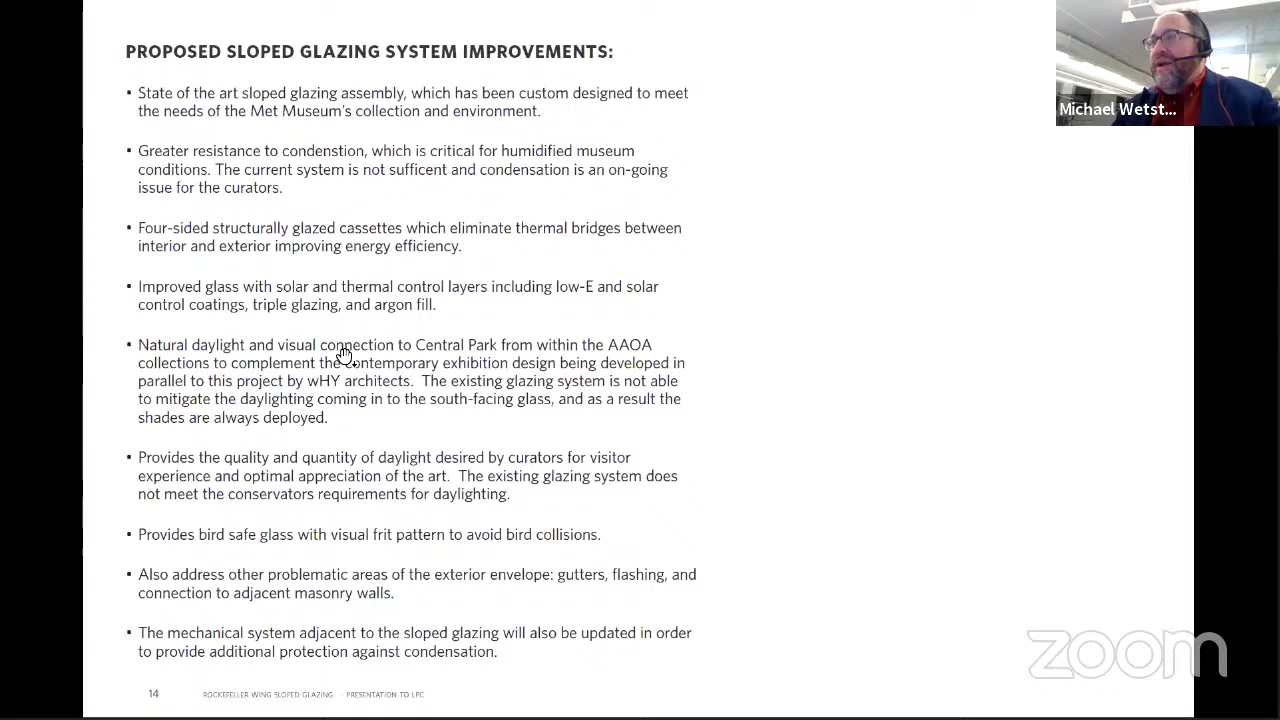 PROPOSED SLOPED GLAZING SYSTEM IMPROVEMENTS:
• State of the art sloped glazing assembly, which has been custom designed to meet
the needs of the Met Museum's collection and environment.
• Greater resistance to condenstion, which is critical for humidified museum
conditions. The current system is not sufficent and condensation is an on-going
issue for the curators.
• Four-sided structurally glazed cassettes which eliminate thermal bridges between
interior and exterior improving energy efficiency.
• Improved glass with solar and thermal control layers including low-E and solar
control coatings, triple glazing, and argon fill.
• Natural daylight and visual connection to Central Park from within the AAOA
collections to complement the contemporary exhibition design being developed in
parallel to this project by wHY architects. The existing glazing system is not able
to mitigate the daylighting coming in to the south-facing glass, and as a result the
shades are always deployed.
• Provides the quality and quantity of daylight desired by curators for visitor
experience and optimal appreciation of the art. The existing glazing system does
not meet the conservators requirements for daylighting.
• Provides bird safe glass with visual frit pattern to avoid bird collisions.
• Also address other problematic areas of the exterior envelope: gutters, flashing, and
connection to adjacent masonry walls.
• The mechanical system adjacent to the sloped glazing will also be updated in order
to provide additional protection against condensation.
14 ROCKEFELLER WING SLOPED GLAZING PRESENTATION TO LPC
Michael Wetst...
zoom